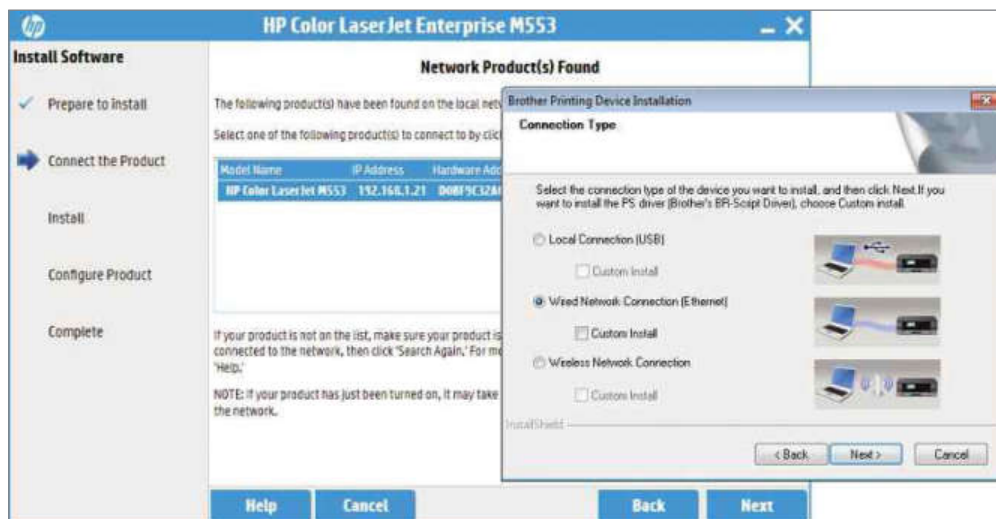 hp
HP Color LaserJet Enterprise M553
Install Software
Prepare to install
Connect the Product
Install
Configure Product
Complete
Network Product(s) Found
The following product(s) have been found on the local
Select one of the following product(s) to connect to by
Model Name IP Address Hardware
HP Color LaserJet M553 192.168.1.21
If your product is not on the list, make sure your product is
connected to the network, then click 'Search Again.' For
'Help.'
NOTE: If your product has just been turned on, it may take
the network.
Help Cancel Back Next
Brother Printing Device Installation
Connection Type
Select the connection type of the device you want to install, and then click Next.If you
want to install the PS driver (Brother's BR-Script Driver), choose Custom install.
Local Connection (USB)
Custom Install
Wired Network Connection (Ethernet)
Custom Install
Wireless Network Connection
Custom Install
InstallShield
< Back Next > Cancel